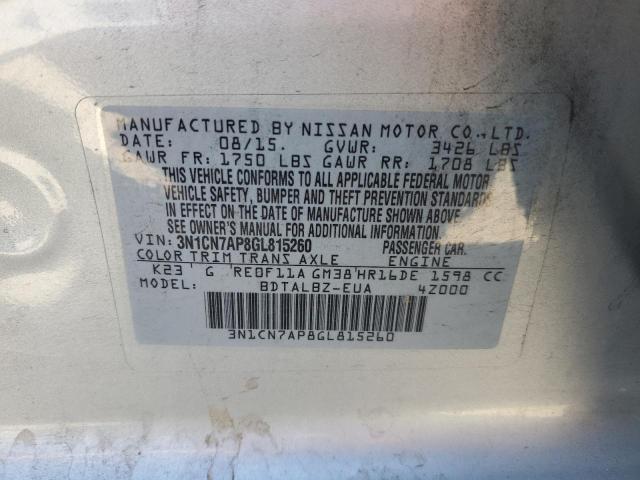 MANUFACTURED BY NISSAN MOTOR CO.,LTD.
DATE: 08/15. GVWR: 3426 LBS
GAWR FR: 1750 LBS GAWR RR: 1708 LBS
THIS VEHICLE CONFORMS TO ALL APPLICABLE FEDERAL MOTOR
VEHICLE SAFETY, BUMPER AND THEFT PREVENTION STANDARDS
IN EFFECT ON THE DATE OF MANUFACTURE SHOWN ABOVE.
SEE OWNER'S MANUAL FOR ADDITIONAL INFORMATION.
VIN: 3N1CN7AP8GL815260 PASSENGER CAR.
COLOR TRIM TRANS AXLE ENGINE
K23 G RE0F11A GM38 HR16DE 1598 CC
MODEL: BDTALBZ-EUA 4Z000
3N1CN7AP8GL815260